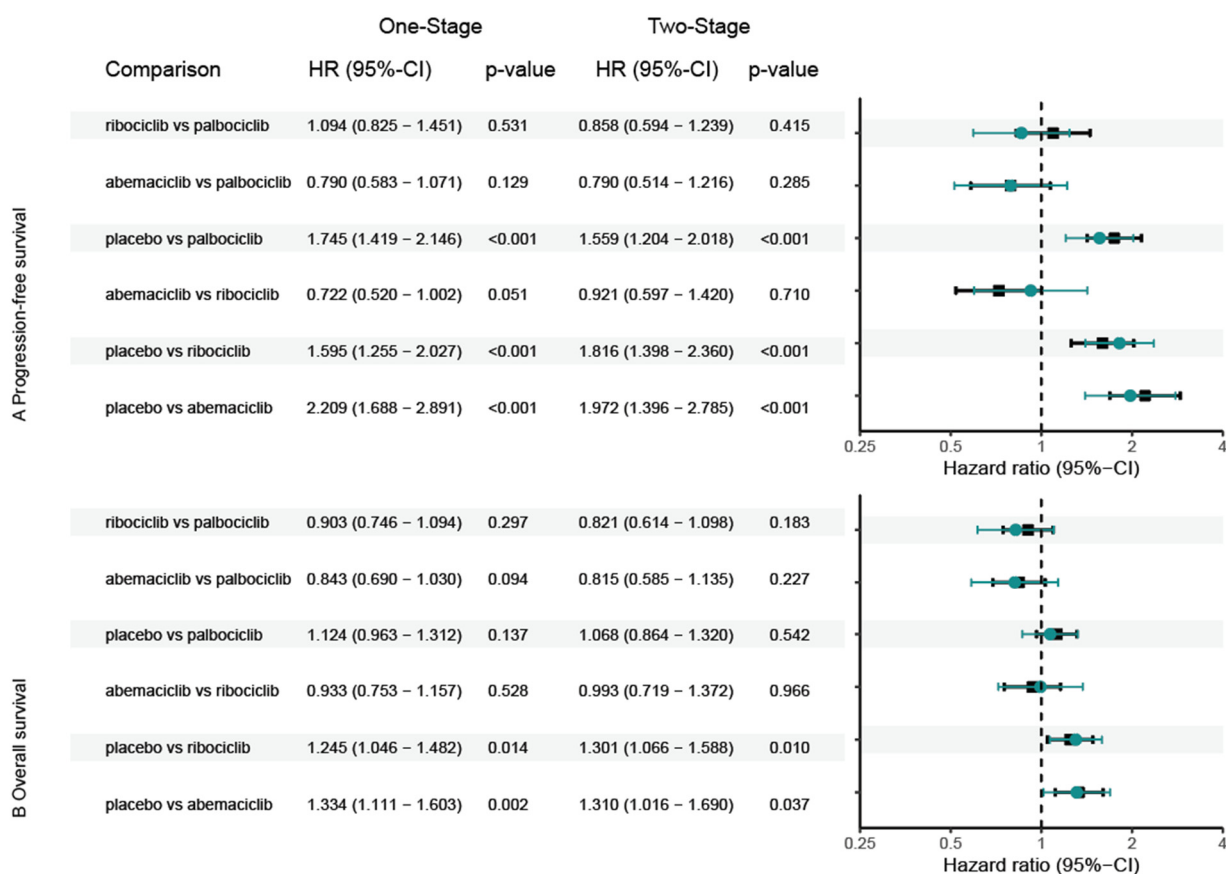 One-Stage Two-Stage
Comparison HR (95%-CI) p-value HR (95%-CI) p-value
A Progression-free survival
ribociclib vs palbociclib 1.094 (0.825 – 1.451) 0.531 0.858 (0.594 – 1.239) 0.415
abemaciclib vs palbociclib 0.790 (0.583 – 1.071) 0.129 0.790 (0.514 – 1.216) 0.285
placebo vs palbociclib 1.745 (1.419 – 2.146) <0.001 1.559 (1.204 – 2.018) <0.001
abemaciclib vs ribociclib 0.722 (0.520 – 1.002) 0.051 0.921 (0.597 – 1.420) 0.710
placebo vs ribociclib 1.595 (1.255 – 2.027) <0.001 1.816 (1.398 – 2.360) <0.001
placebo vs abemaciclib 2.209 (1.688 – 2.891) <0.001 1.972 (1.396 – 2.785) <0.001
0.25 0.5 1 2 4
Hazard ratio (95%−CI)
B Overall survival
ribociclib vs palbociclib 0.903 (0.746 – 1.094) 0.297 0.821 (0.614 – 1.098) 0.183
abemaciclib vs palbociclib 0.843 (0.690 – 1.030) 0.094 0.815 (0.585 – 1.135) 0.227
placebo vs palbociclib 1.124 (0.963 – 1.312) 0.137 1.068 (0.864 – 1.320) 0.542
abemaciclib vs ribociclib 0.933 (0.753 – 1.157) 0.528 0.993 (0.719 – 1.372) 0.966
placebo vs ribociclib 1.245 (1.046 – 1.482) 0.014 1.301 (1.066 – 1.588) 0.010
placebo vs abemaciclib 1.334 (1.111 – 1.603) 0.002 1.310 (1.016 – 1.690) 0.037
0.25 0.5 1 2 4
Hazard ratio (95%−CI)